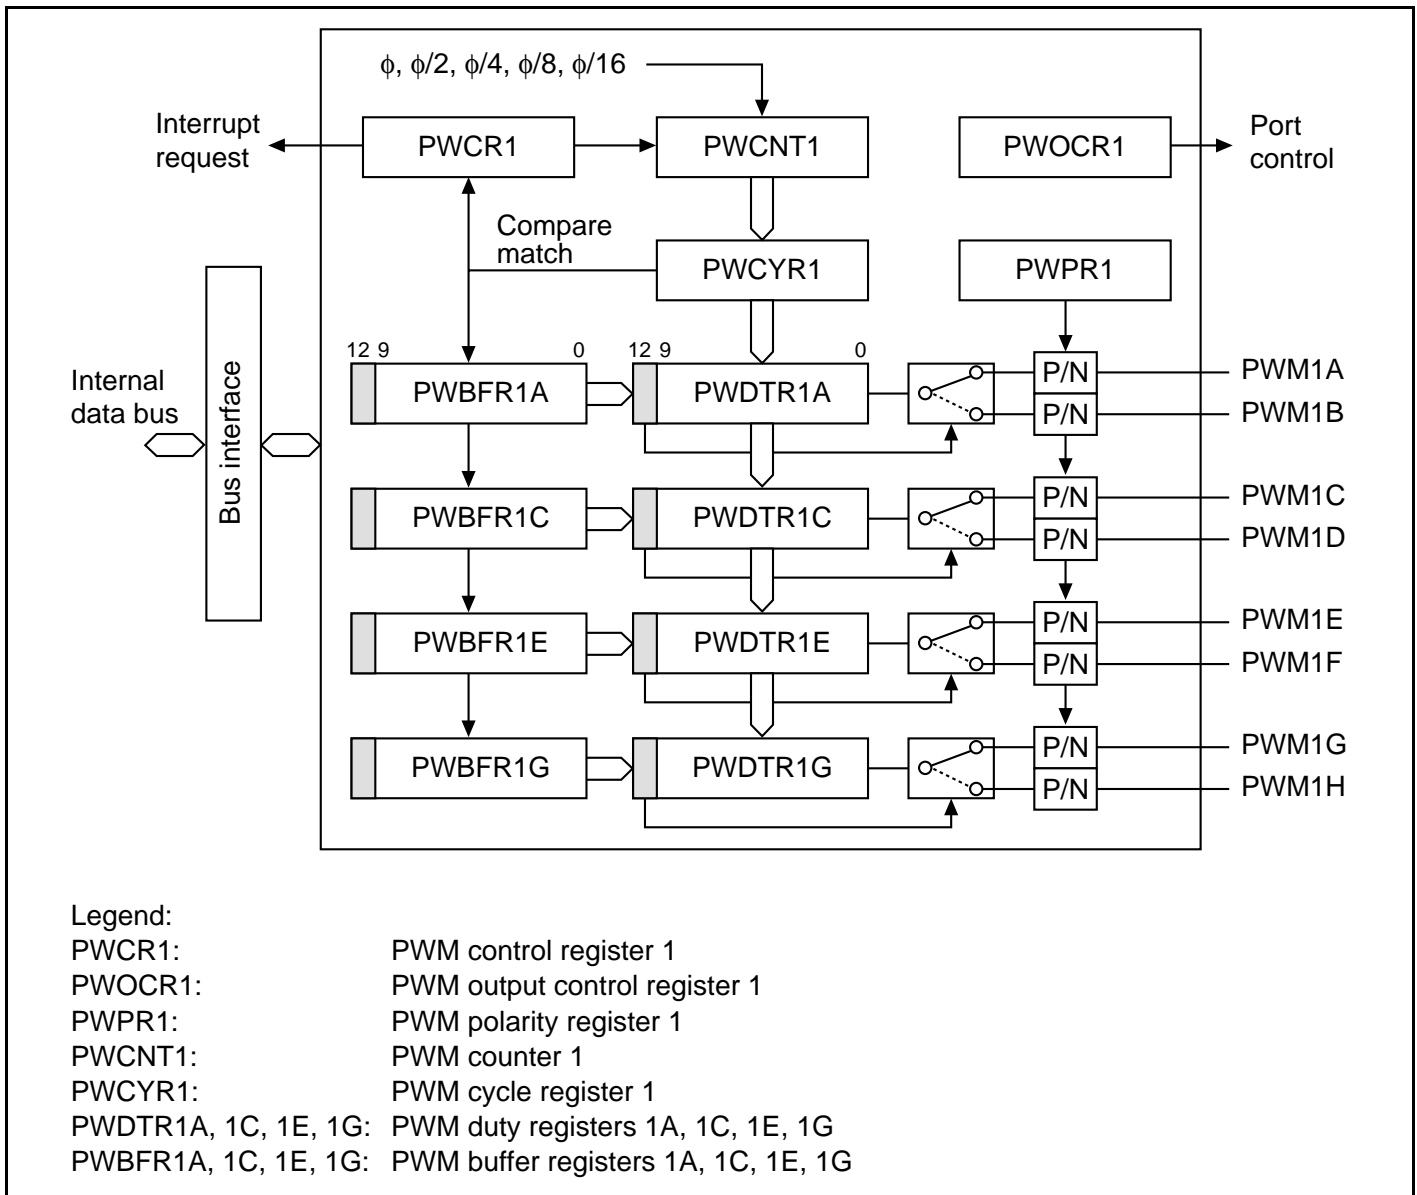 ϕ, ϕ/2, ϕ/4, ϕ/8, ϕ/16
Interrupt
request
PWCR1
PWCNT1
PWOCR1
Port
control
Compare
match
PWCYR1
PWPR1
Internal
data bus
Bus interface
12 9 0
12 9 0
PWBFR1A
PWDTR1A
P/N
PWM1A
P/N
PWM1B
PWBFR1C
PWDTR1C
P/N
PWM1C
P/N
PWM1D
PWBFR1E
PWDTR1E
P/N
PWM1E
P/N
PWM1F
PWBFR1G
PWDTR1G
P/N
PWM1G
P/N
PWM1H
Legend:
PWCR1: PWM control register 1
PWOCR1: PWM output control register 1
PWPR1: PWM polarity register 1
PWCNT1: PWM counter 1
PWCYR1: PWM cycle register 1
PWDTR1A, 1C, 1E, 1G: PWM duty registers 1A, 1C, 1E, 1G
PWBFR1A, 1C, 1E, 1G: PWM buffer registers 1A, 1C, 1E, 1G